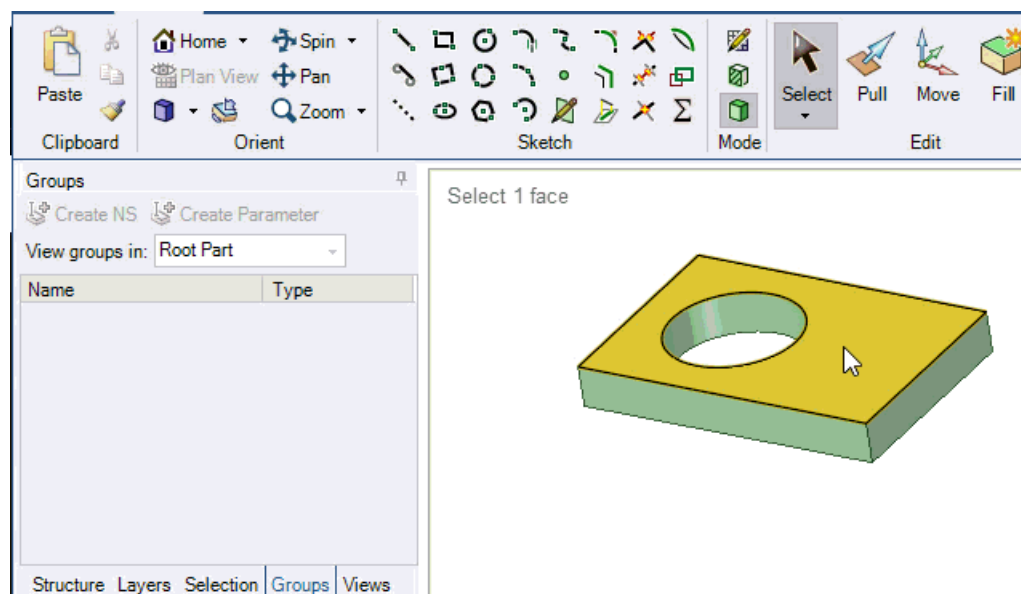 Home Spin
Plan View Pan
Paste Zoom Select Pull Move Fill
Clipboard Orient Sketch Mode Edit
Groups
Create NS Create Parameter
View groups in: Root Part
Name Type
Structure Layers Selection Groups Views
Select 1 face